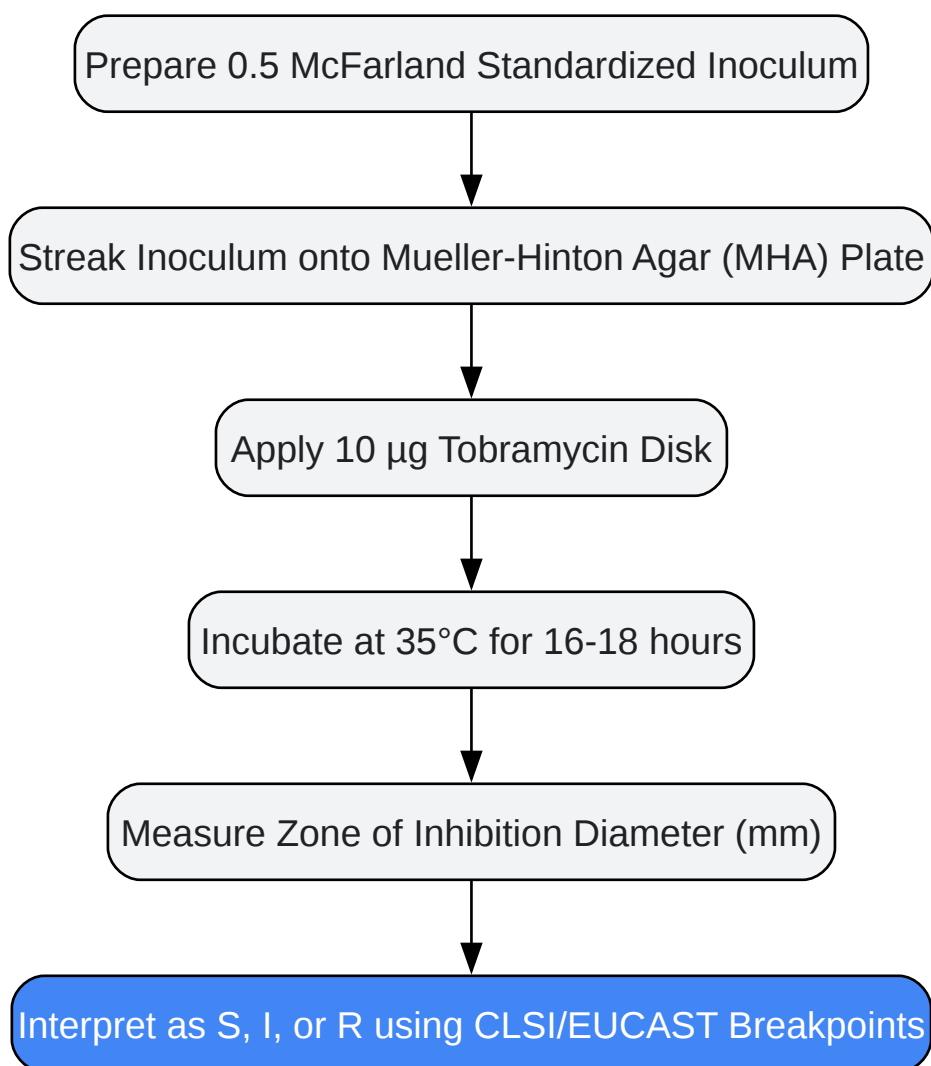 Prepare 0.5 McFarland Standardized Inoculum
Streak Inoculum onto Mueller-Hinton Agar (MHA) Plate
Apply 10 µg Tobramycin Disk
Incubate at 35°C for 16-18 hours
Measure Zone of Inhibition Diameter (mm)
Interpret as S, I, or R using CLSI/EUCAST Breakpoints